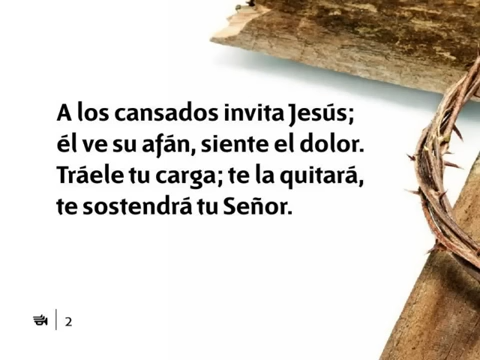 A los cansados invita Jesús;
él ve su afán, siente el dolor.
Tráele tu carga; te la quitará,
te sostendrá tu Señor.
2